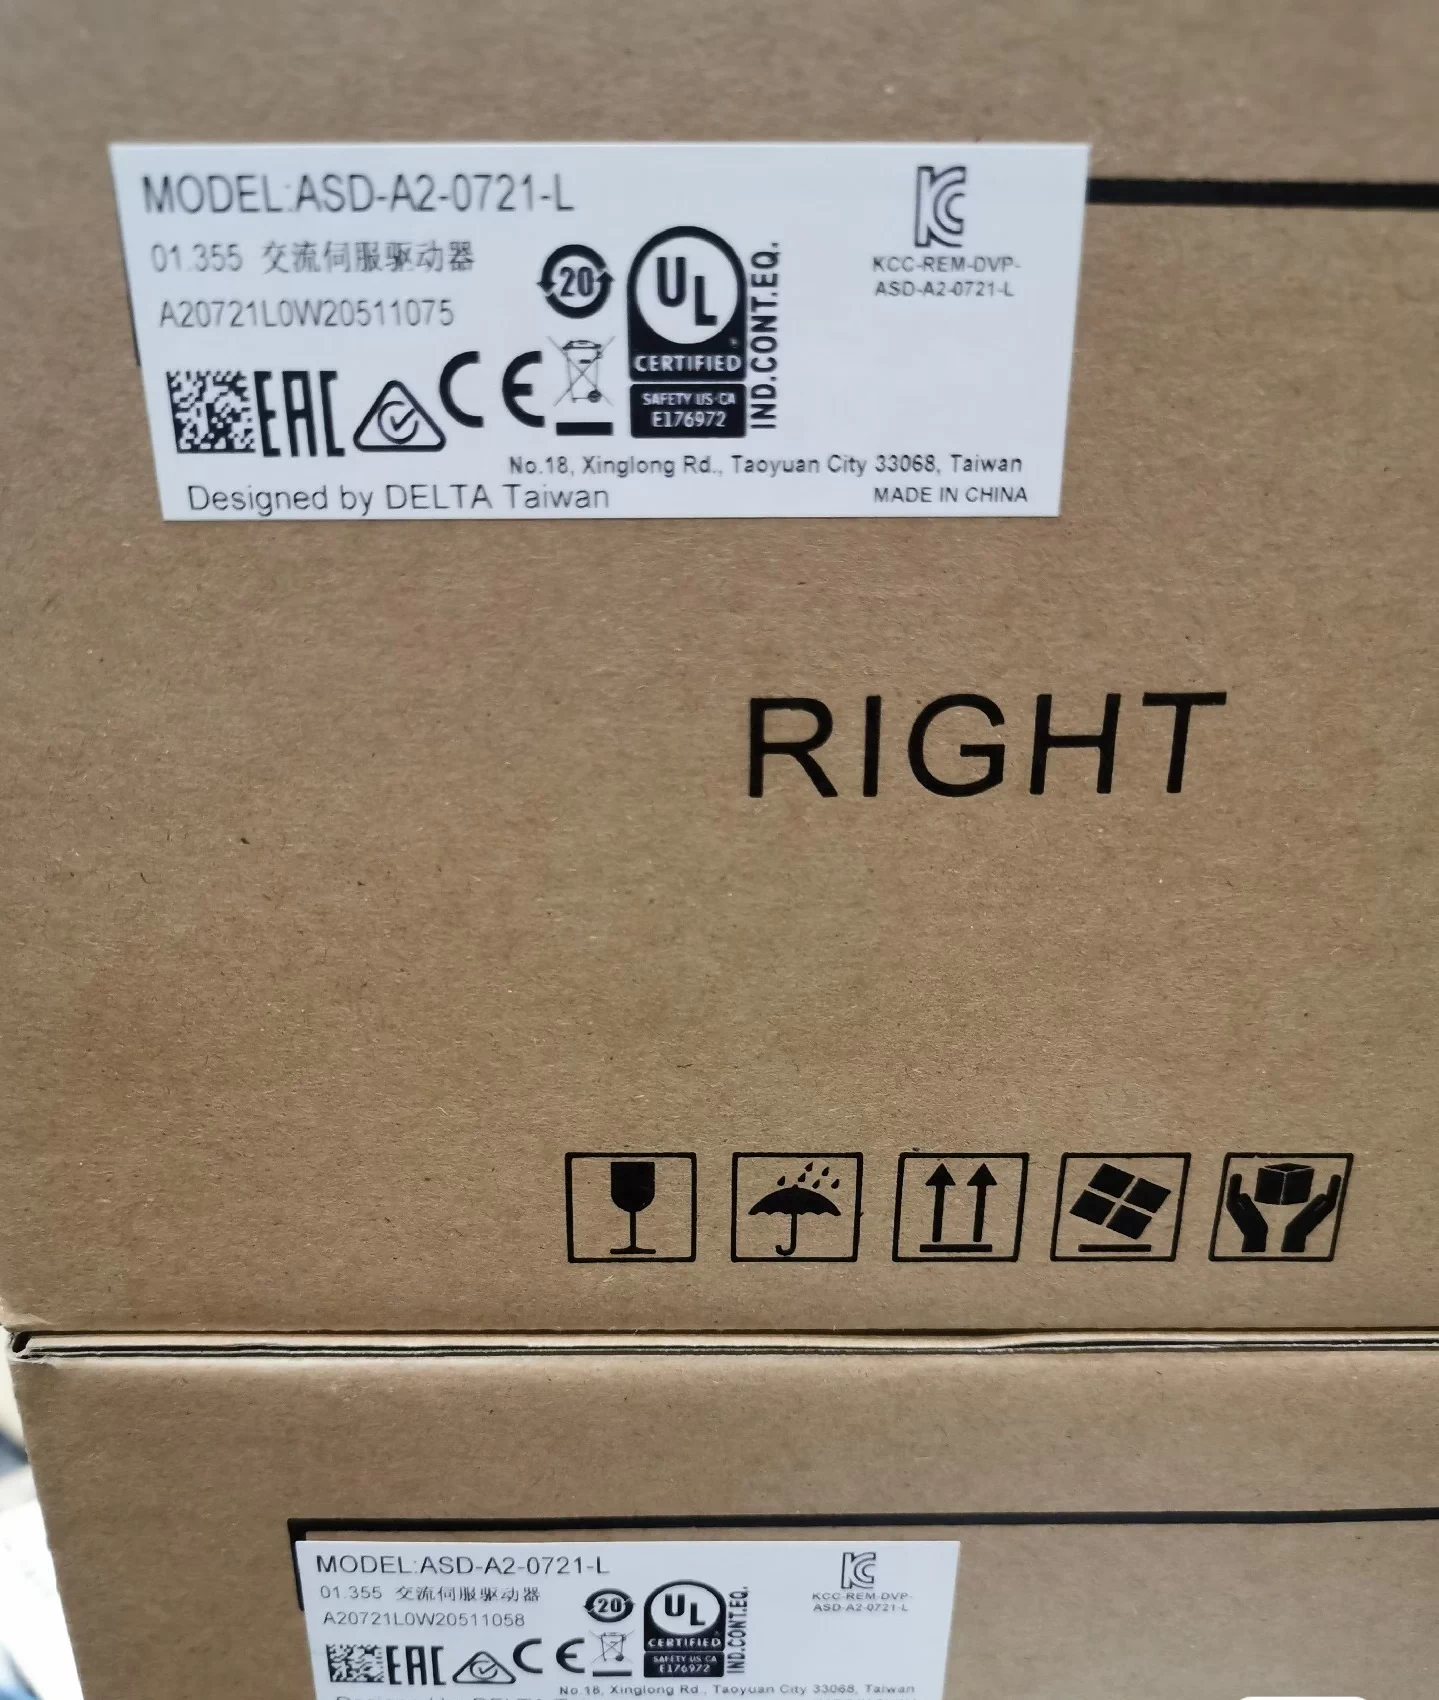 MODEL:ASD-A2-0721-L
01.355 交流伺服驱动器
A20721L0W20511075
20
UL
CERTIFIED
SAFETY US-CA
E176972
IND.CONT.EQ.
KC
KCC-REM-DVP-
ASD-A2-0721-L
EAC
CE
No.18, Xinglong Rd., Taoyuan City 33068, Taiwan
Designed by DELTA Taiwan
MADE IN CHINA
RIGHT
MODEL:ASD-A2-0721-L
01.355 交流伺服驱动器
A20721L0W20511058
20
UL
CERTIFIED
SAFETY US CA
E176972
IND.CONT.EQ.
KC
KCC-REM-DVP-
ASD-A2-0721-L
EAC
CE
No.18, Xinglong Rd., Taoyuan City 33068, Taiwan